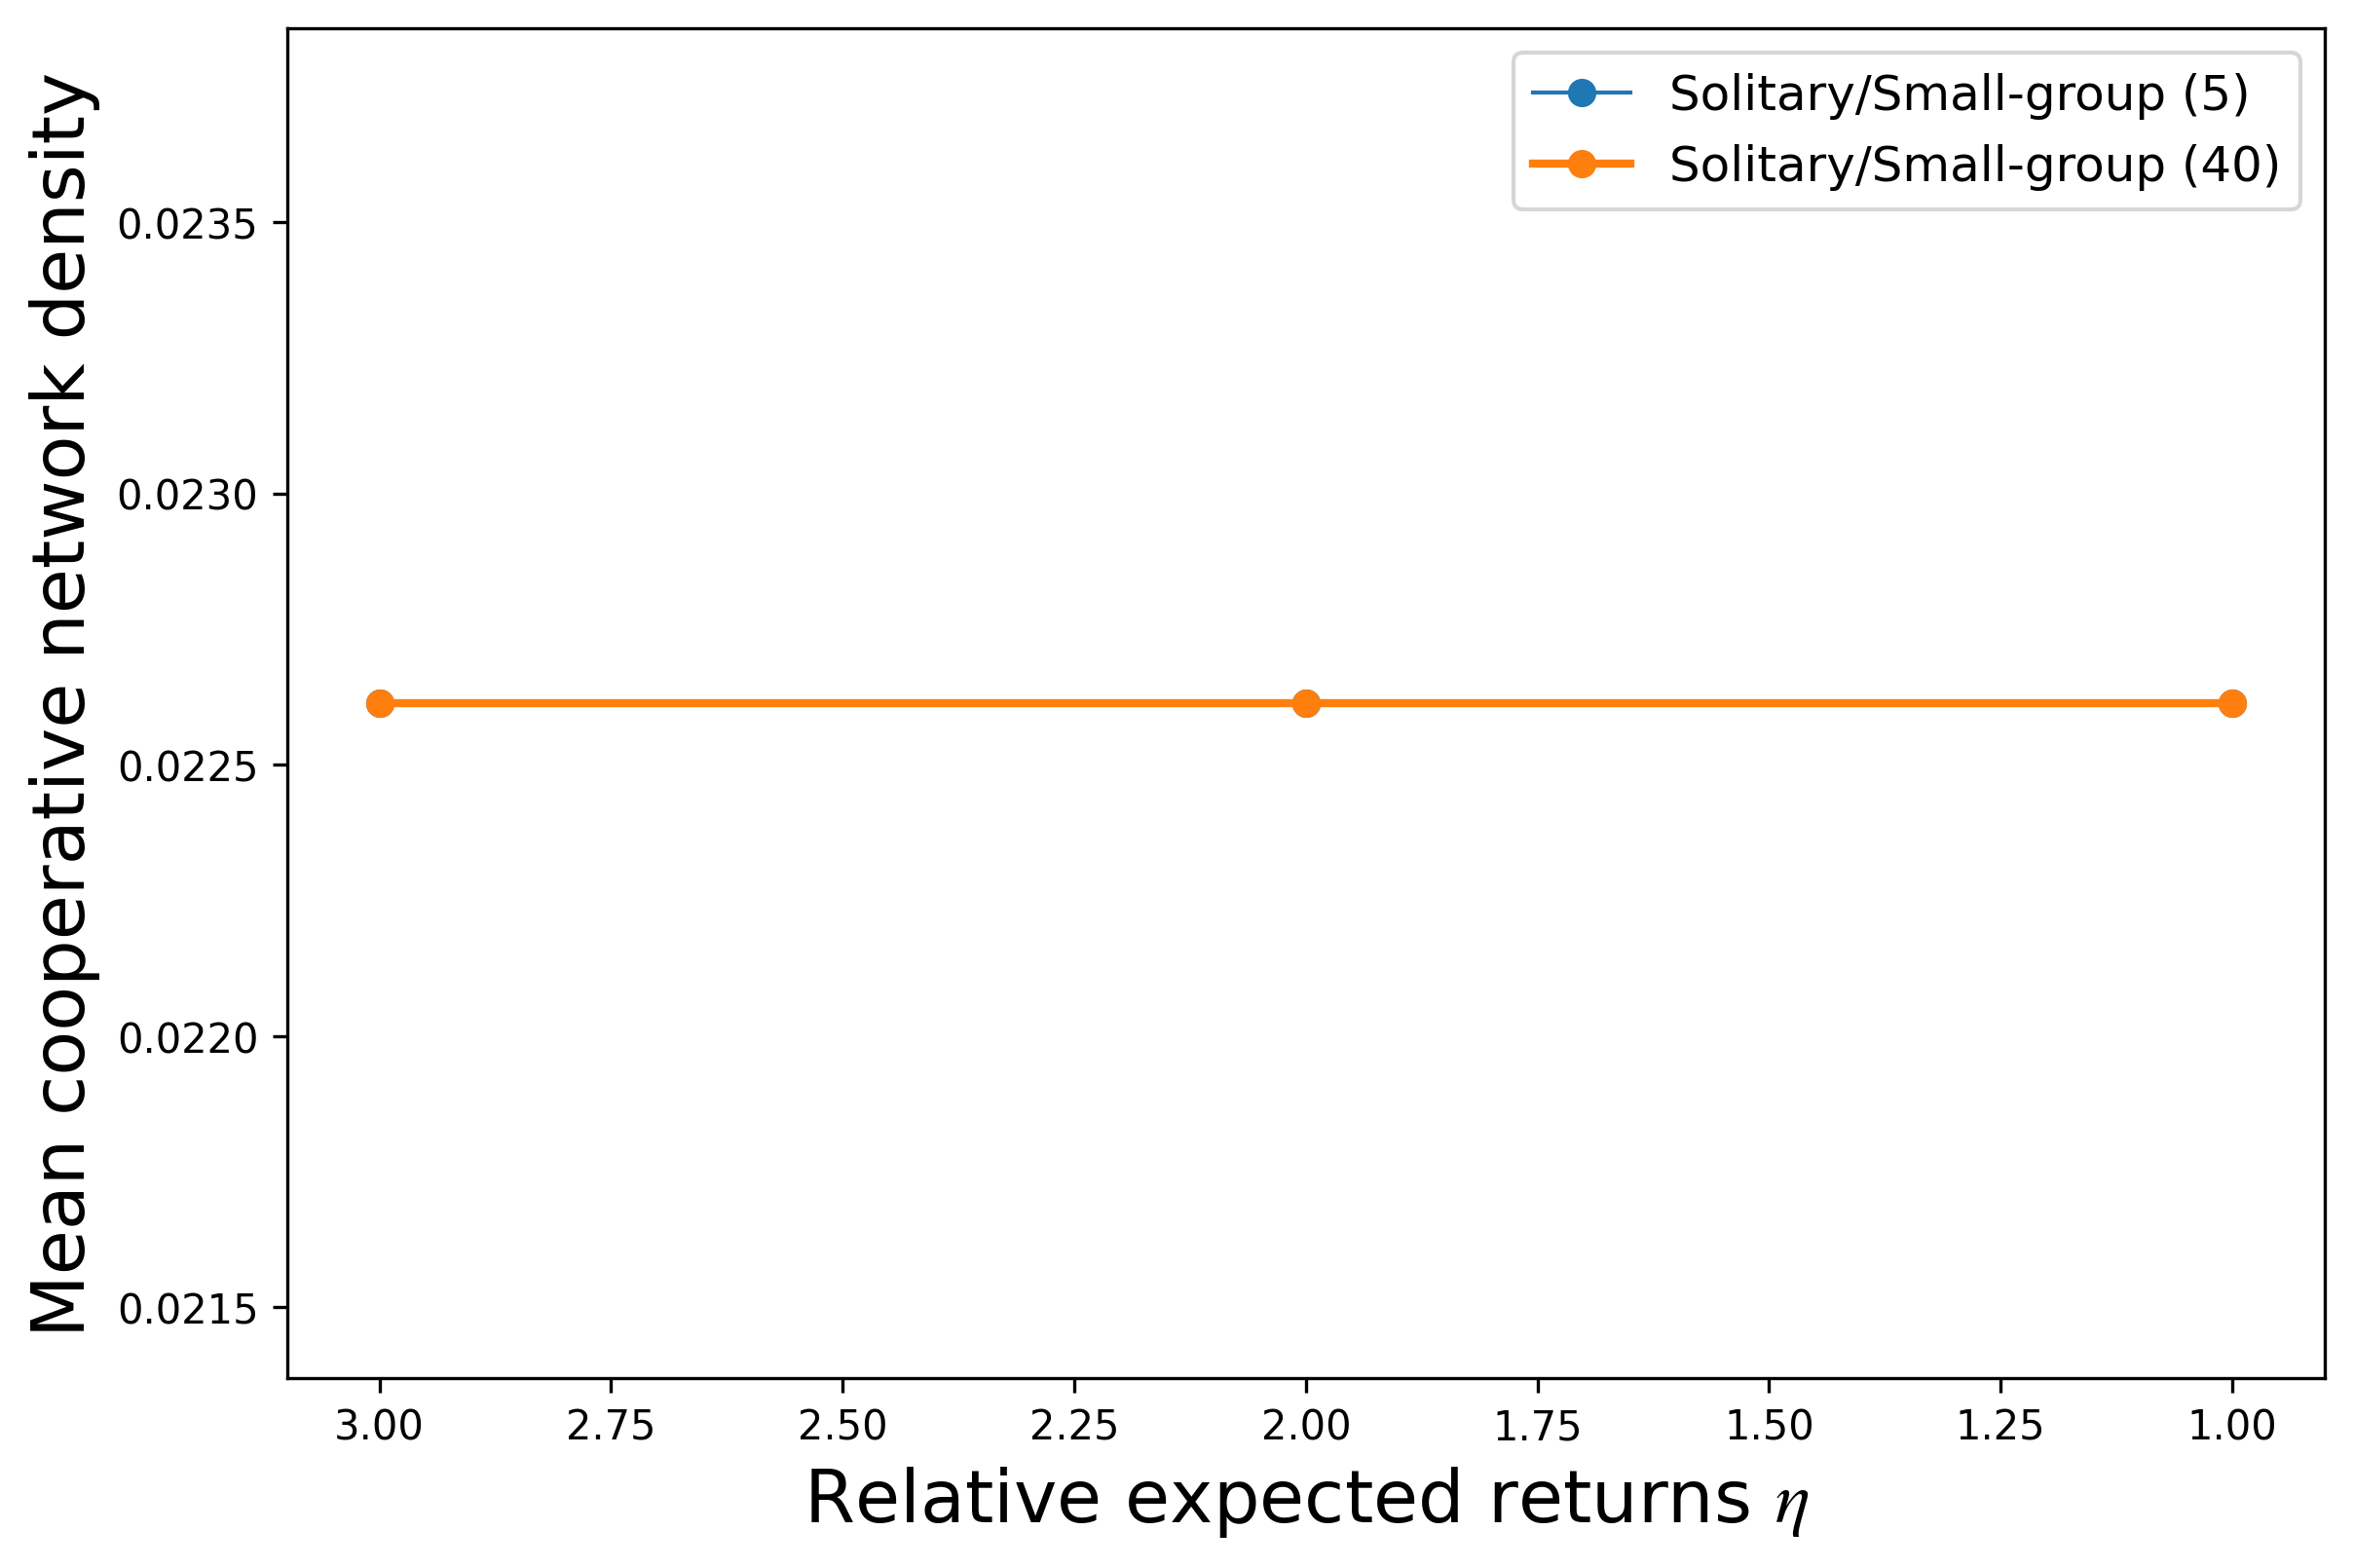 Solitary/Small-group (5)
Solitary/Small-group (40)
Mean cooperative network density
0.0235
0.0230
0.0225
0.0220
0.0215
3.00 2.75 2.50 2.25 2.00 1.75 1.50 1.25 1.00
Relative expected returns η